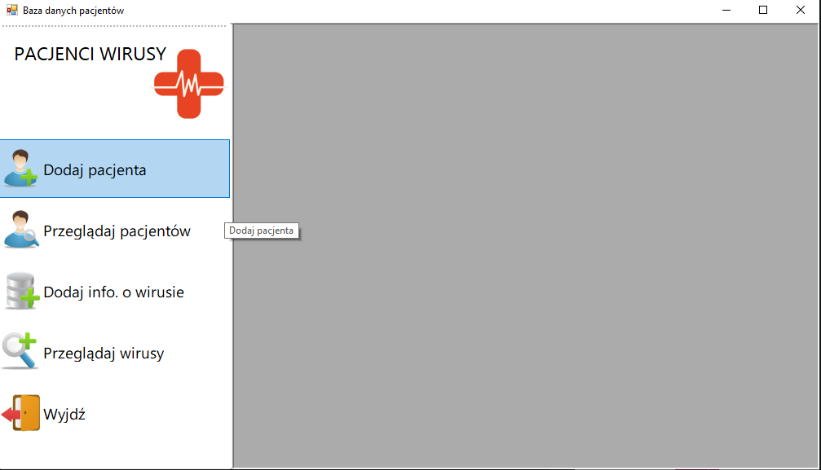 Baza danych pacjentów
PACJENCI WIRUSY
Dodaj pacjenta
Przeglądaj pacjentów
Dodaj pacjenta
Dodaj info. o wirusie
Przeglądaj wirusy
Wyjdź